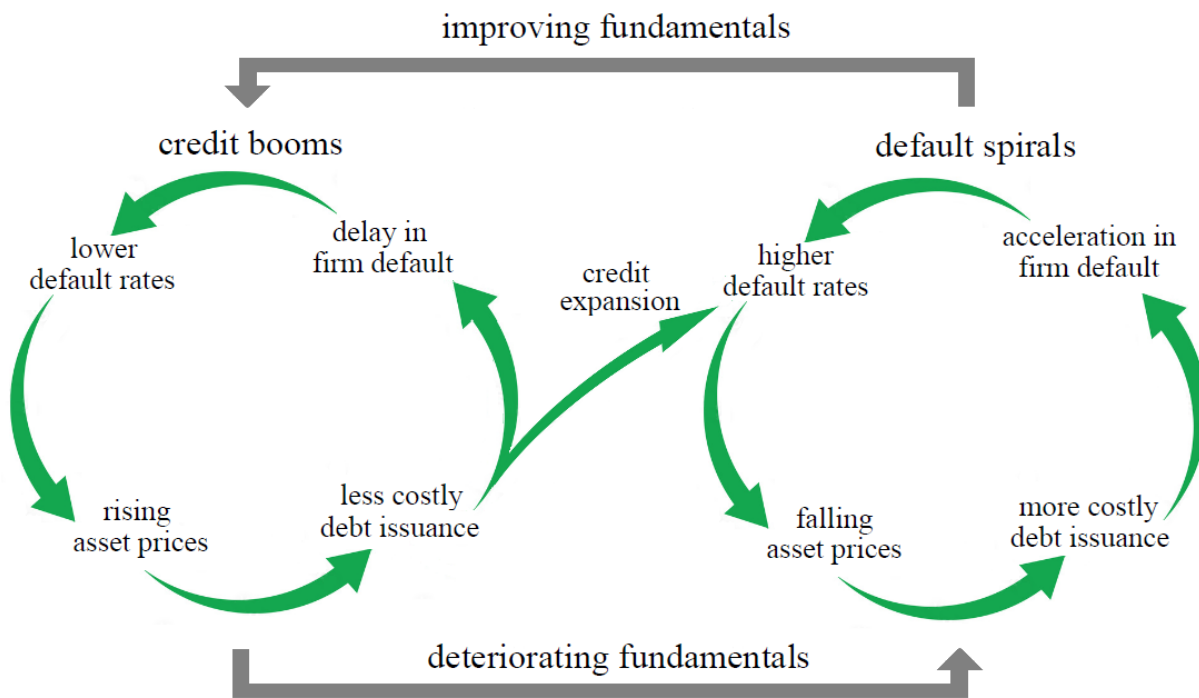 improving fundamentals
credit booms
default spirals
lower
default rates
delay in
firm default
credit
expansion
higher
default rates
acceleration in
firm default
rising
asset prices
less costly
debt issuance
falling
asset prices
more costly
debt issuance
deteriorating fundamentals